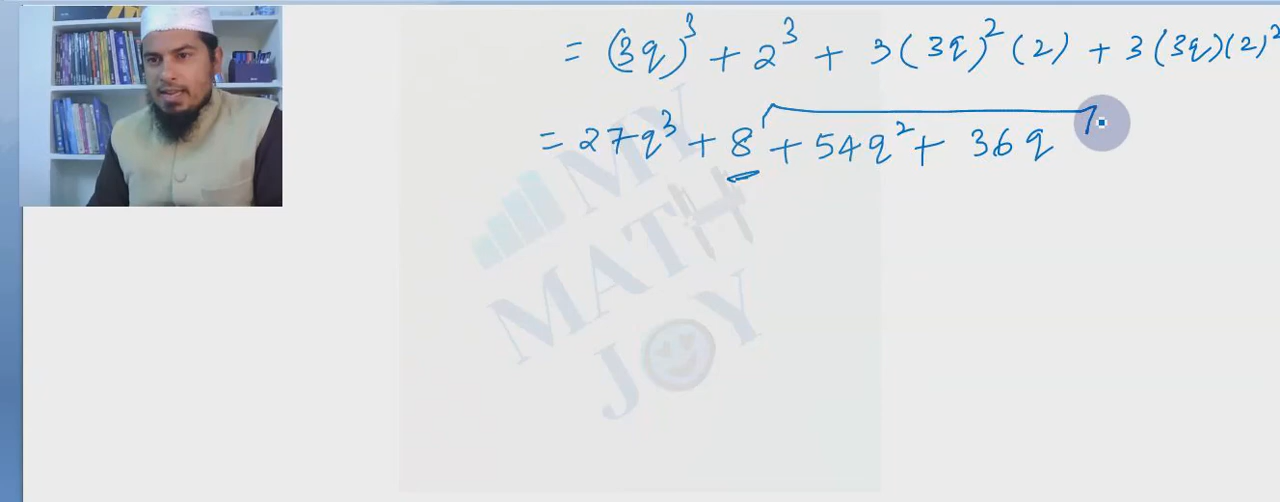 = (3q)³ + 2³ + 3(3q)²(2) + 3(3q)(2)²
= 27q³ + 8 + 54q² + 36q
MY
MATH
JOY